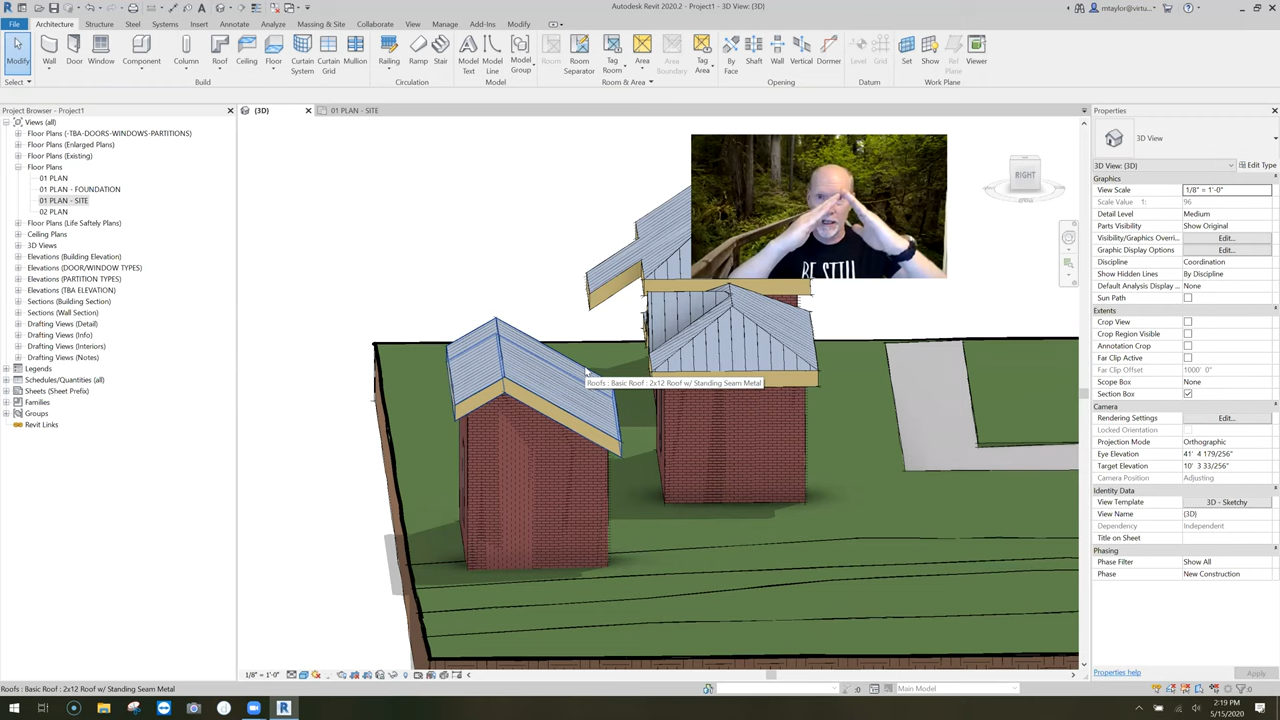 Autodesk Revit 2020.2 - Project1 - 3D View: {3D}
mtaylor@virtu...
File
Architecture
Structure
Steel
Systems
Insert
Annotate
Analyze
Massing & Site
Collaborate
View
Manage
Add-Ins
Modify
Modify
Wall
Door
Window
Component
Column
Roof
Ceiling
Floor
Curtain System
Curtain Grid
Mullion
Railing
Ramp
Stair
Model Text
Model Line
Model Group
Room
Room Separator
Tag Room
Area
Area Boundary
Tag Area
By Face
Shaft
Wall
Vertical
Dormer
Level
Grid
Set
Show
Ref Plane
Viewer
Select
Build
Circulation
Model
Room & Area
Opening
Datum
Work Plane
Project Browser - Project1
{3D}
01 PLAN - SITE
Properties
Views (all)
Floor Plans (-TBA-DOORS-WINDOWS-PARTITIONS)
Floor Plans (Enlarged Plans)
Floor Plans (Existing)
Floor Plans
01 PLAN
01 PLAN - FOUNDATION
01 PLAN - SITE
02 PLAN
Floor Plans (Life Saftely Plans)
Ceiling Plans
3D Views
Elevations (Building Elevation)
Elevations (DOOR/WINDOW TYPES)
Elevations (PARTITION TYPES)
Elevations (TBA ELEVATION)
Sections (Building Section)
Sections (Wall Section)
Drafting Views (Detail)
Drafting Views (Info)
Drafting Views (Interiors)
Drafting Views (Notes)
Legends
Schedules/Quantities (all)
Sheets (Sheet Prefix)
Families
Groups
Revit Links
BE STILL
RIGHT
Roofs : Basic Roof : 2x12 Roof w/ Standing Seam Metal
3D View
3D View: {3D}
Edit Type
Graphics
View Scale 1/8" = 1'-0"
Scale Value 1: 96
Detail Level Medium
Parts Visibility Show Original
Visibility/Graphics Overri... Edit...
Graphic Display Options Edit...
Discipline Coordination
Show Hidden Lines By Discipline
Default Analysis Display ... None
Sun Path
Extents
Crop View
Crop Region Visible
Annotation Crop
Far Clip Active
Far Clip Offset 1000' 0"
Scope Box None
Section Box
Camera
Rendering Settings Edit...
Locked Orientation
Projection Mode Orthographic
Eye Elevation 41' 4 179/256"
Target Elevation 10' 3 33/256"
Camera Position Adjusting
Identity Data
View Template 3D - Sketchy
View Name {3D}
Dependency Independent
Title on Sheet
Phasing
Phase Filter Show All
Phase New Construction
Properties help
Apply
1/8" = 1'-0"
Roofs : Basic Roof : 2x12 Roof w/ Standing Seam Metal
:0
Main Model
:0
2:19 PM
5/15/2020